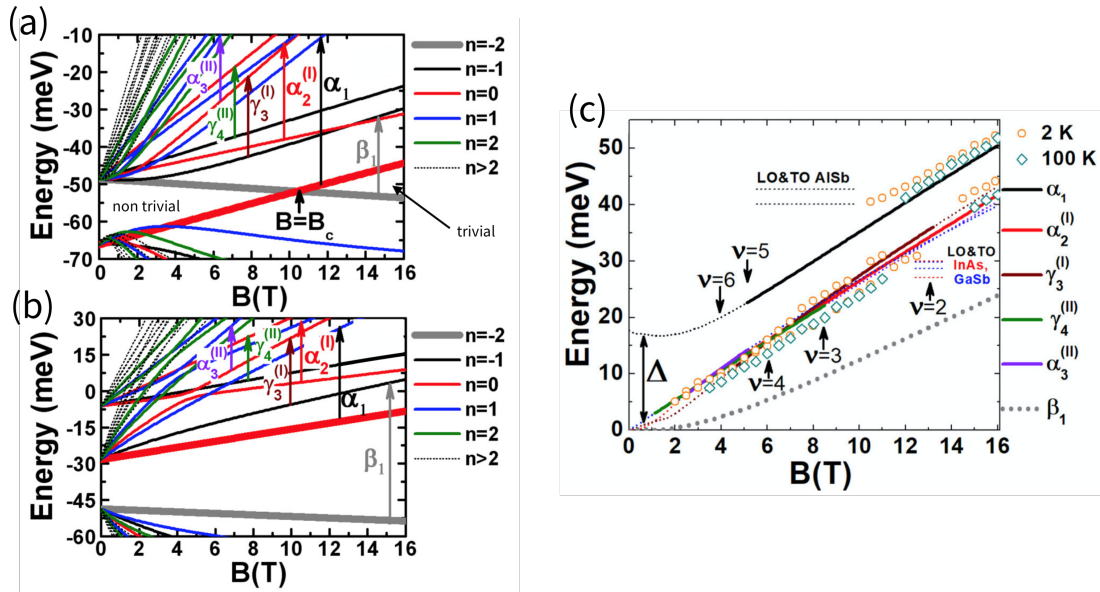 (a)
-10
-20
-30
-40
-50
-60
-70
Energy (meV)
α₃⁽ᴵᴵ⁾
γ₄⁽ᴵᴵ⁾
γ₃⁽ᴵ⁾
α₂⁽ᴵ⁾
α₁
β₁
non trivial
B=B_c
trivial
0 2 4 6 8 10 12 14 16
B(T)
n=-2
n=-1
n=0
n=1
n=2
n>2
(b)
30
15
0
-15
-30
-45
-60
Energy (meV)
α₃⁽ᴵᴵ⁾
γ₄⁽ᴵᴵ⁾
γ₃⁽ᴵ⁾
α₂⁽ᴵ⁾
α₁
β₁
0 2 4 6 8 10 12 14 16
B(T)
n=-2
n=-1
n=0
n=1
n=2
n>2
(c)
50
40
30
20
10
0
Energy (meV)
LO&TO AlSb
ν=6
ν=5
LO&TO
InAs,
GaSb
ν=2
ν=3
ν=4
Δ
0 2 4 6 8 10 12 14 16
B(T)
2 K
100 K
α₁
α₂⁽ᴵ⁾
γ₃⁽ᴵ⁾
γ₄⁽ᴵᴵ⁾
α₃⁽ᴵᴵ⁾
β₁